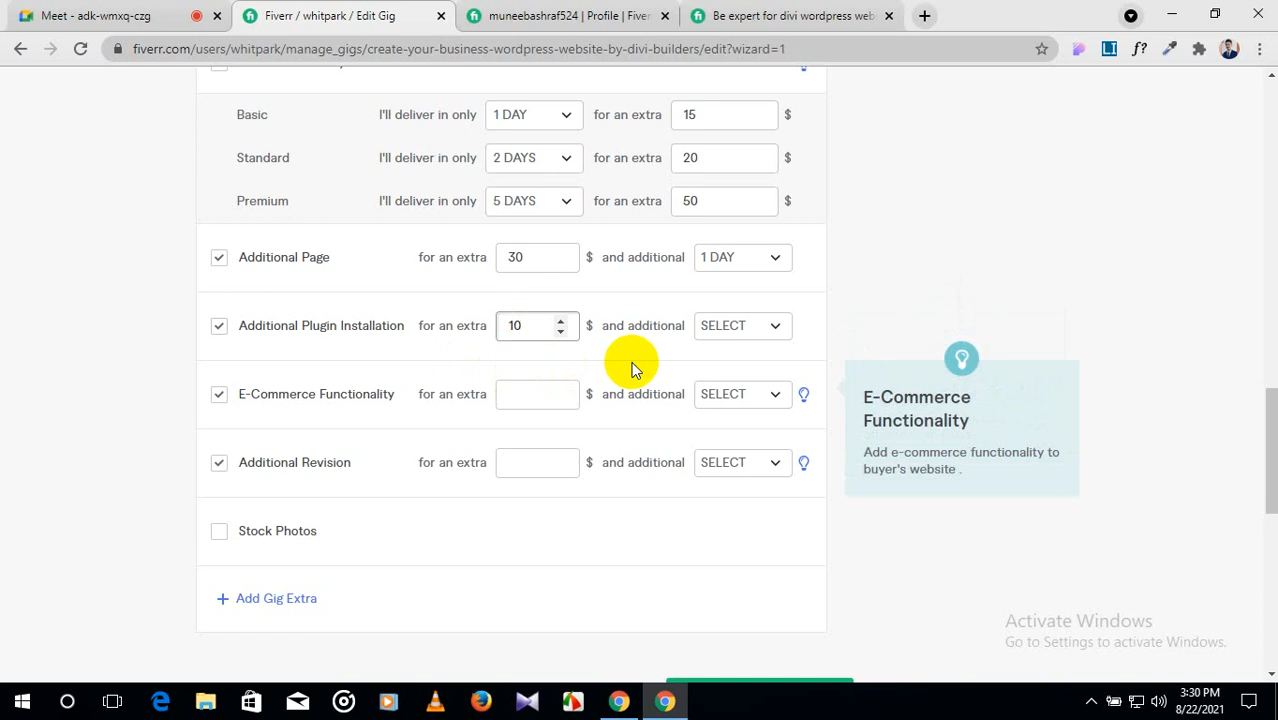 Meet - adk-wmxq-czg
Fiverr / whitpark / Edit Gig
muneebashraf524 | Profile | Fiverr
Be expert for divi wordpress web
fiverr.com/users/whitpark/manage_gigs/create-your-business-wordpress-website-by-divi-builders/edit?wizard=1
Basic I'll deliver in only 1 DAY for an extra 15 $
Standard I'll deliver in only 2 DAYS for an extra 20 $
Premium I'll deliver in only 5 DAYS for an extra 50 $
Additional Page for an extra 30 $ and additional 1 DAY
Additional Plugin Installation for an extra 10 $ and additional SELECT
E-Commerce Functionality for an extra $ and additional SELECT
Additional Revision for an extra $ and additional SELECT
Stock Photos
+ Add Gig Extra
E-Commerce
Functionality
Add e-commerce functionality to
buyer's website .
Activate Windows
Go to Settings to activate Windows.
3:30 PM
8/22/2021